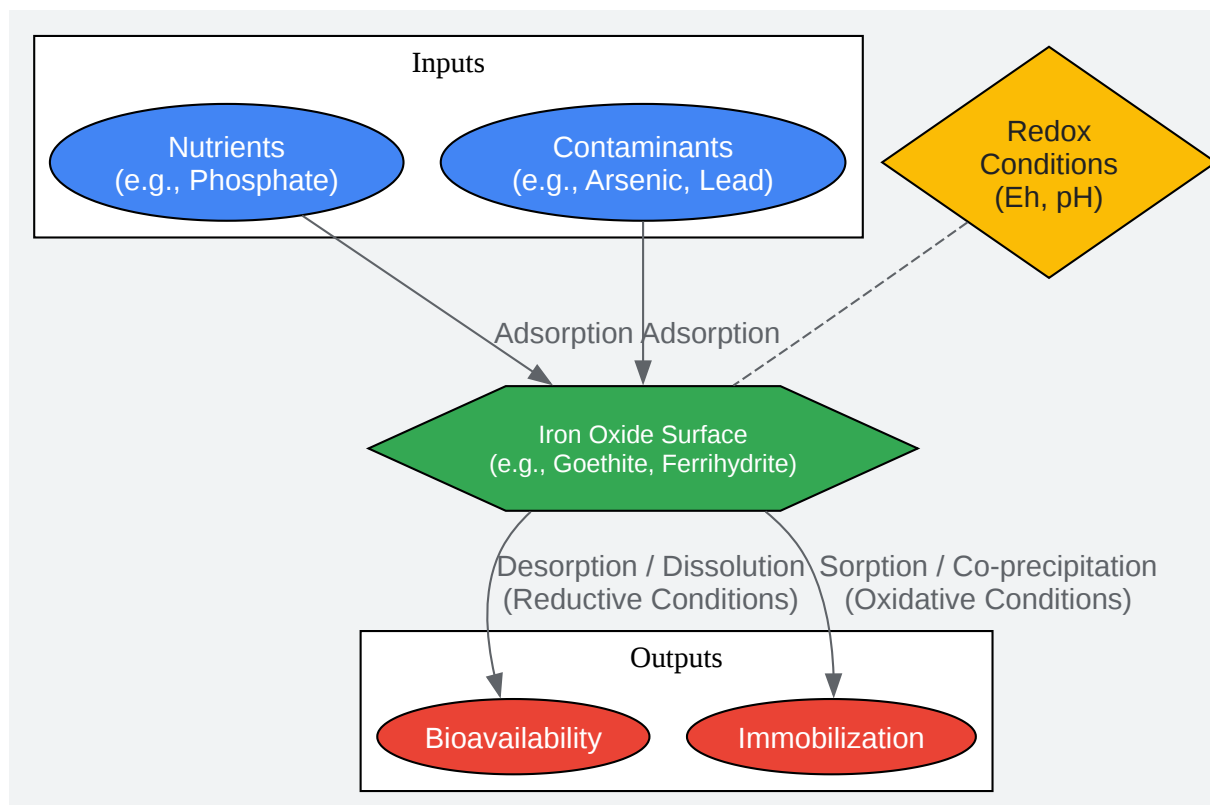 Inputs
Nutrients
(e.g., Phosphate)
Contaminants
(e.g., Arsenic, Lead)
Redox
Conditions
(Eh, pH)
Adsorption
Adsorption
Iron Oxide Surface
(e.g., Goethite, Ferrihydrite)
Desorption / Dissolution
(Reductive Conditions)
Sorption / Co-precipitation
(Oxidative Conditions)
Outputs
Bioavailability
Immobilization